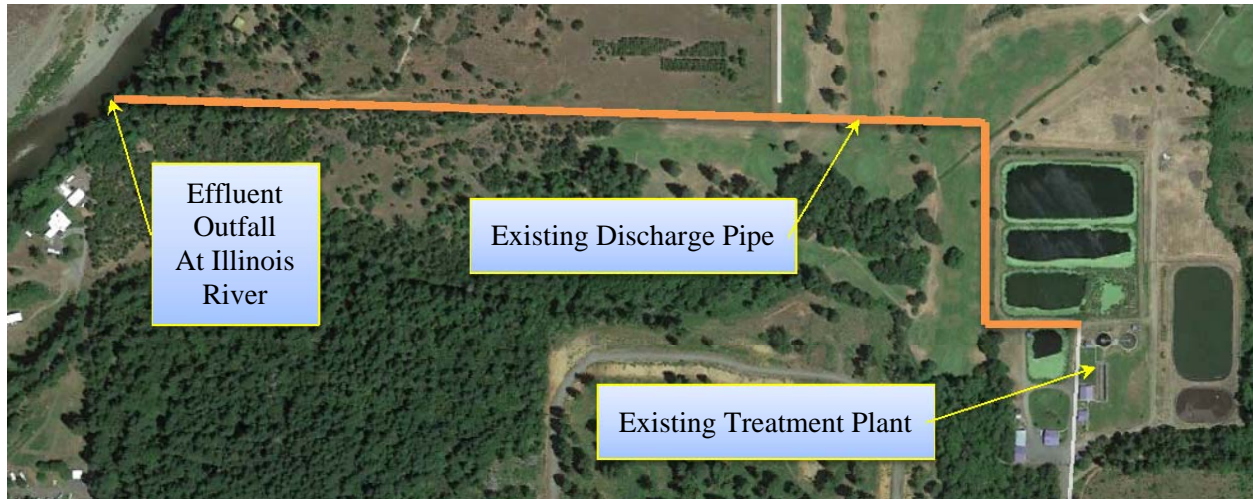 Effluent
Outfall
At Illinois
River
Existing Discharge Pipe
Existing Treatment Plant